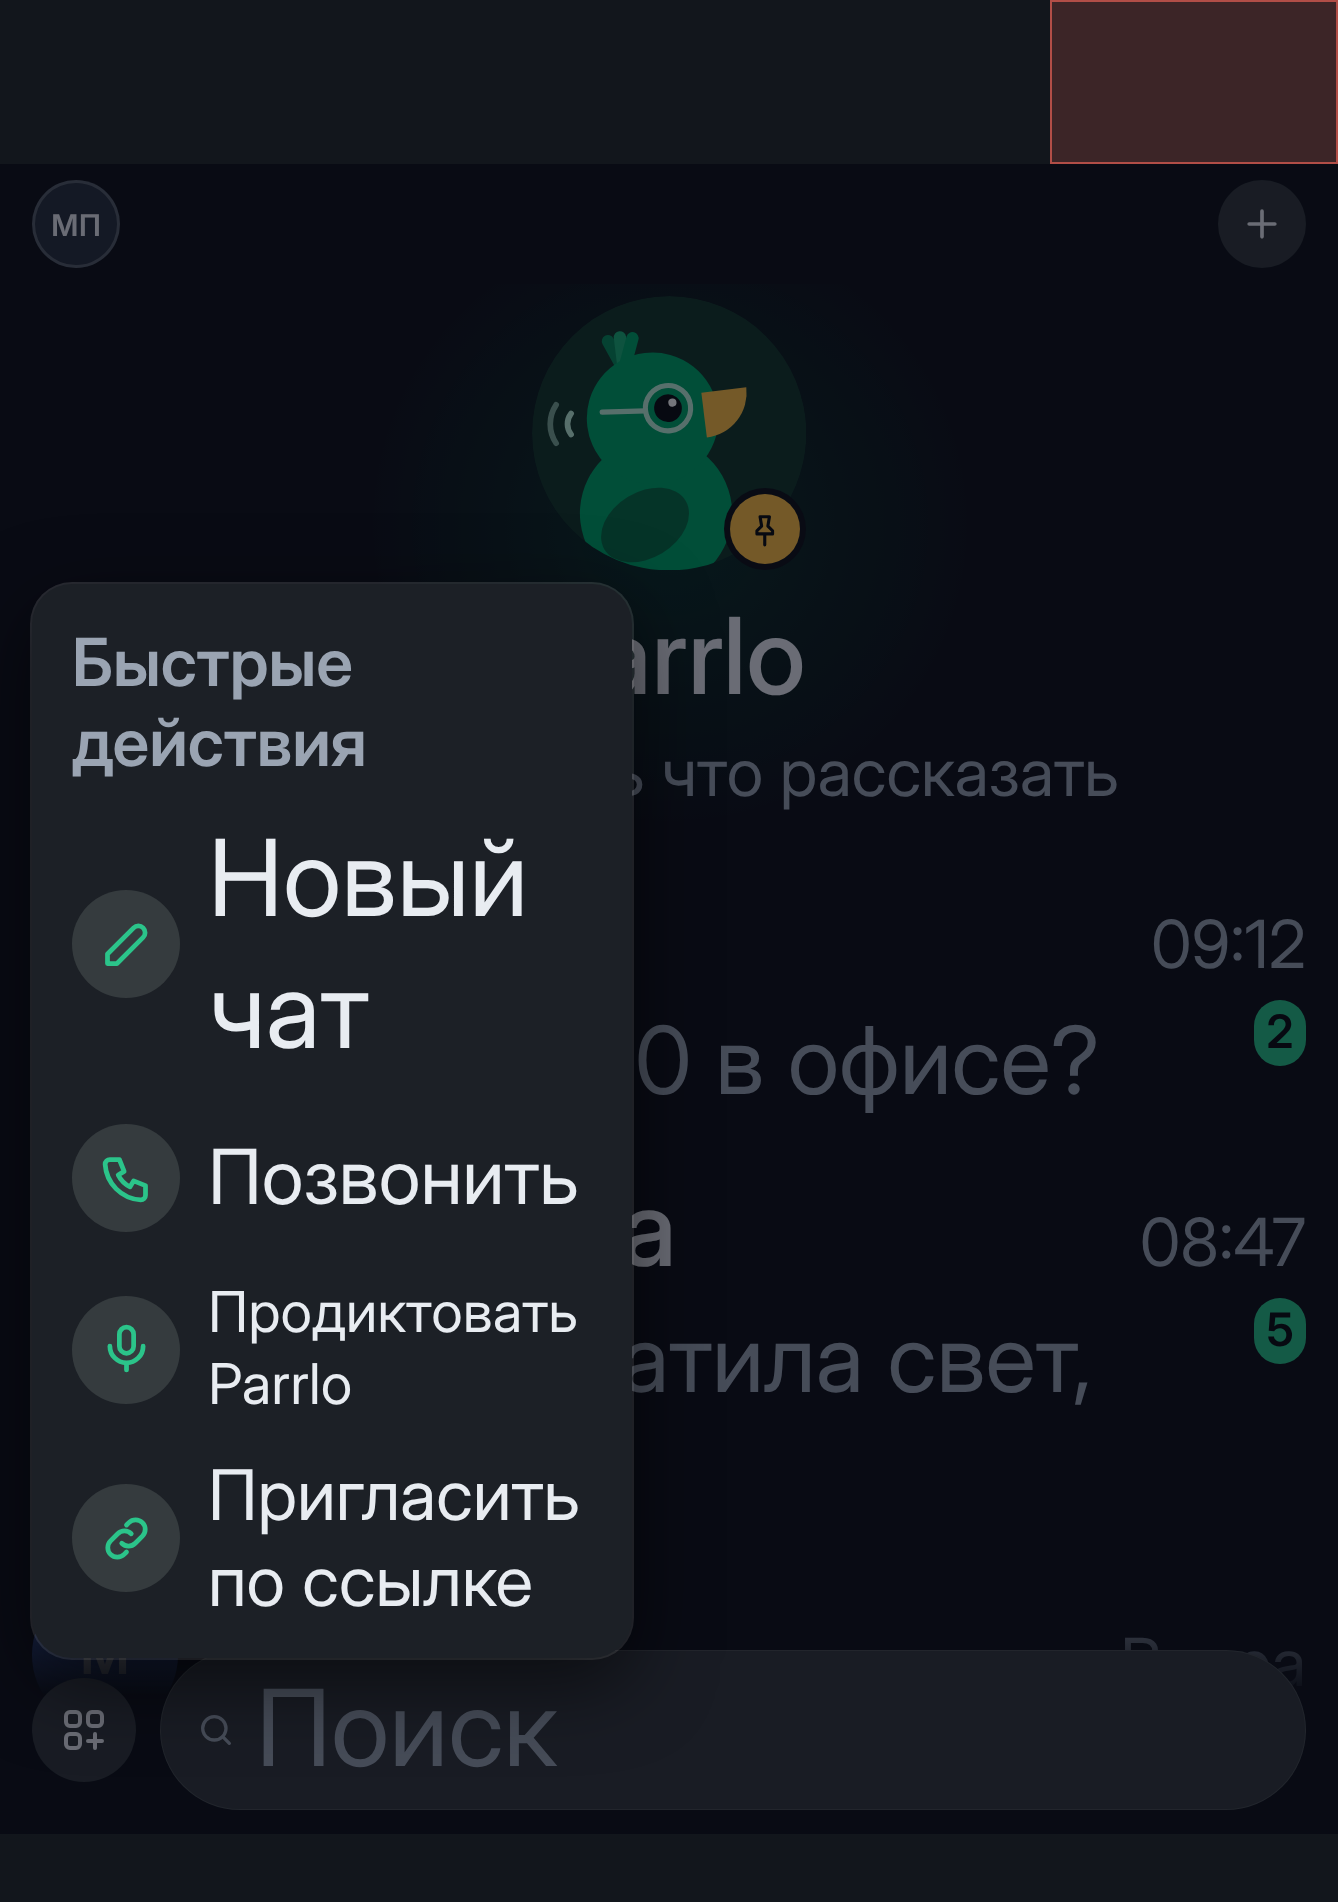 МП
arrlo
ь что рассказать
Быстрые
действия
Новый
чат
Позвонить
Продиктовать
Parrlo
Пригласить
по ссылке
09:12
0 в офисе?
2
а
08:47
атила свет,
5
М
Поиск